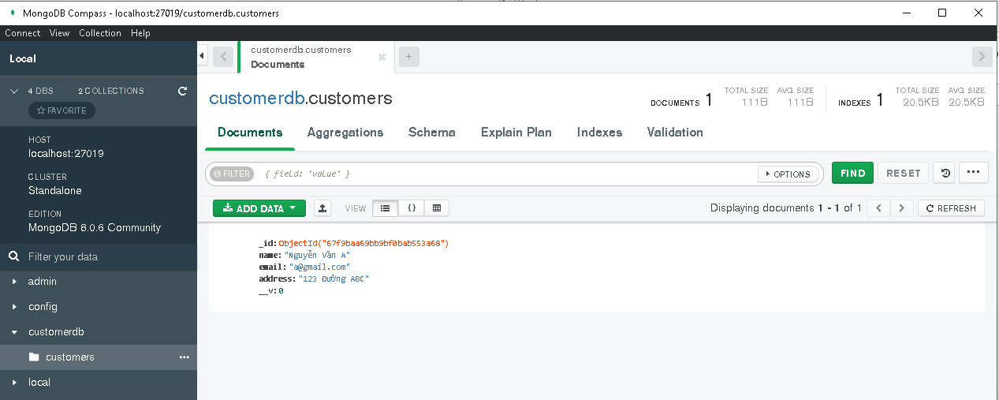 MongoDB Compass - localhost:27019/customerdb.customers
Connect View Collection Help
Local
4 DBS 2 COLLECTIONS
FAVORITE
HOST
localhost:27019
CLUSTER
Standalone
EDITION
MongoDB 8.0.6 Community
Filter your data
admin
config
customerdb
customers
local
customerdb.customers
Documents
customerdb.customers
DOCUMENTS 1 TOTAL SIZE 111B AVG SIZE 111B INDEXES 1 TOTAL SIZE 20.5KB AVG SIZE 20.5KB
Documents Aggregations Schema Explain Plan Indexes Validation
FILTER { field: 'value' } OPTIONS FIND RESET
ADD DATA VIEW {} Displaying documents 1 - 1 of 1 REFRESH
_id: ObjectId("67f9baa69bb9bf0bab553a68")
name: "Nguyễn Văn A"
email: "a@gmail.com"
address: "123 Đường ABC"
__v: 0